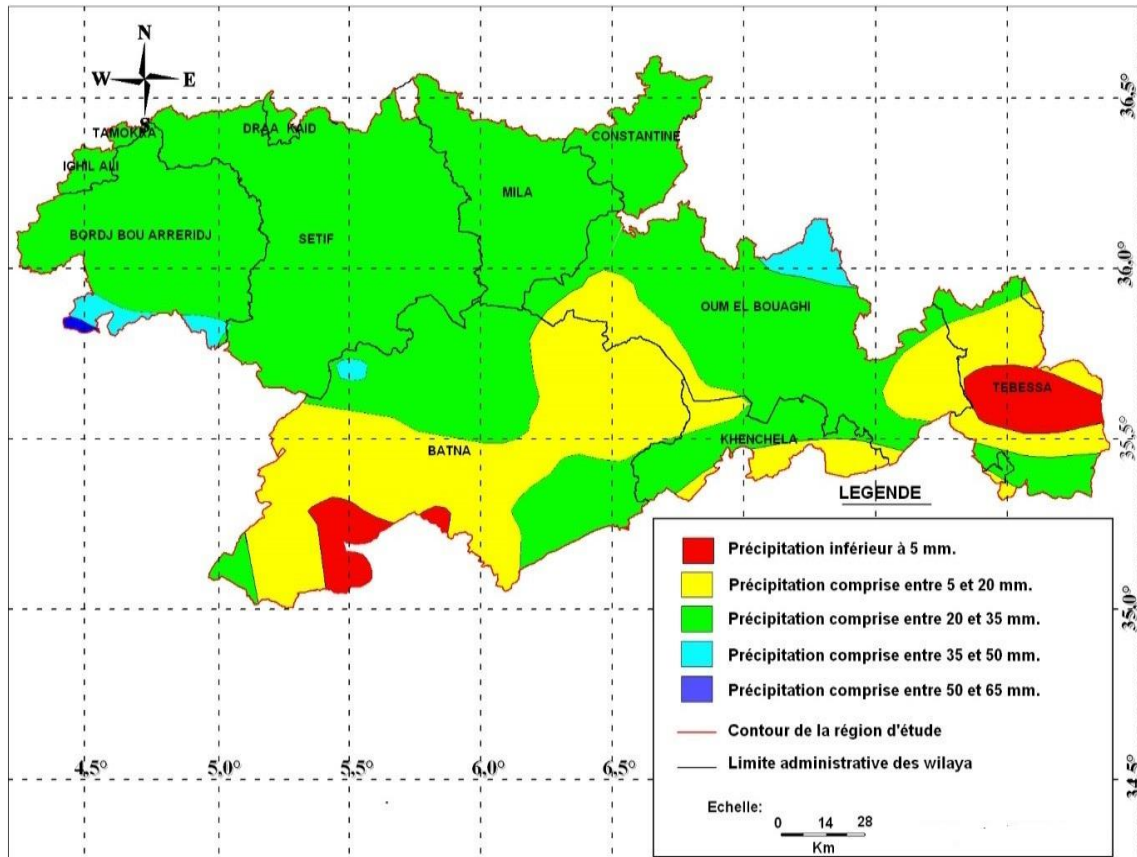 N
W E
S
36,5°
TAMOKRA
DRAA KAID
CONSTANTINE
IGHIL ALI
MILA
BORDJ BOU ARRERIDJ
SETIF
36,0°
OUM EL BOUAGHI
TEBESSA
KHENCHELA
35,5°
BATNA
LEGENDE
Précipitation inférieur à 5 mm.
Précipitation comprise entre 5 et 20 mm.
35,0°
Précipitation comprise entre 20 et 35 mm.
Précipitation comprise entre 35 et 50 mm.
Précipitation comprise entre 50 et 65 mm.
Contour de la région d'étude
Limite administrative des wilaya
4,5° 5,0° 5,5° 6,0° 6,5°
34,5°
Echelle:
0 14 28
Km